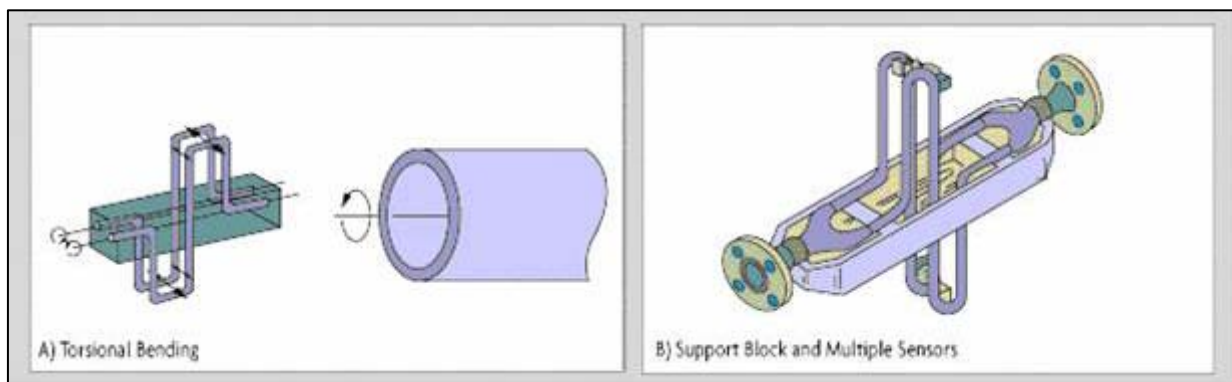 A) Torsional Bending
B) Support Block and Multiple Sensors